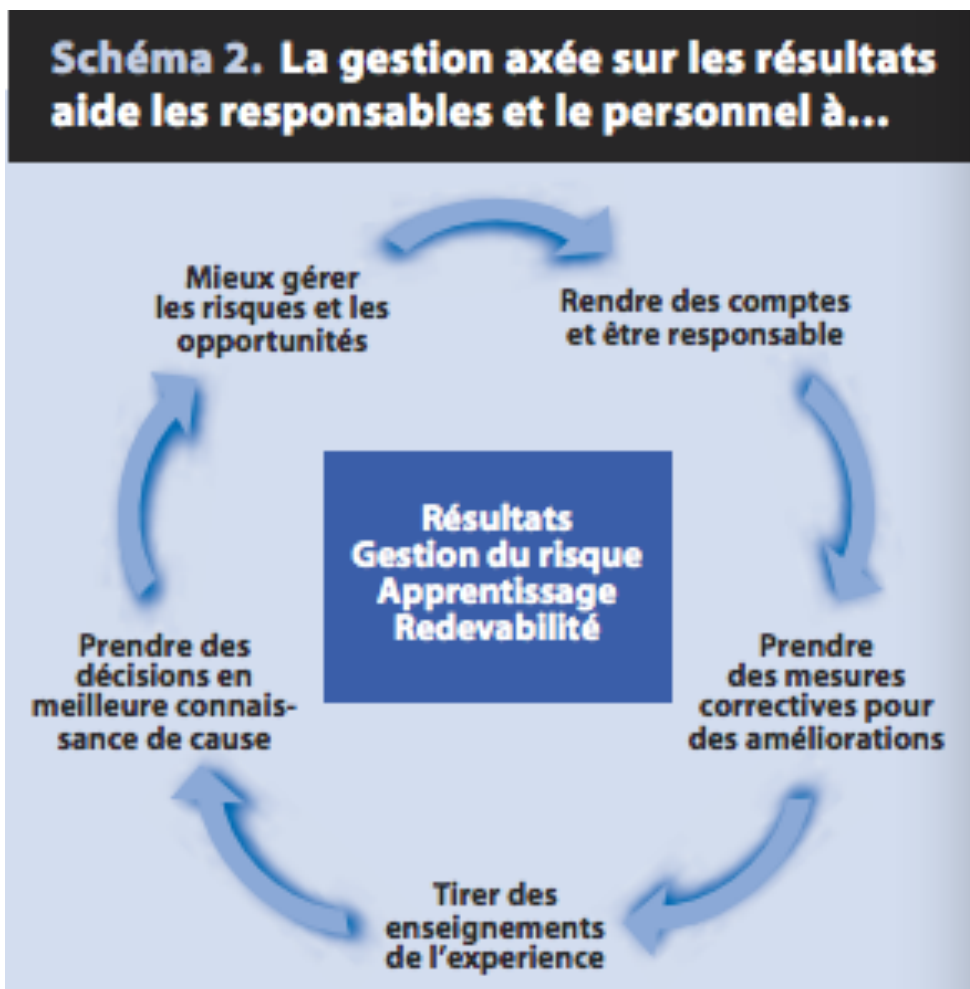 Schéma 2. La gestion axée sur les résultats
aide les responsables et le personnel à...
Mieux gérer
les risques et les
opportunités
Rendre des comptes
et être responsable
Résultats
Gestion du risque
Apprentissage
Redevabilité
Prendre des
décisions en
meilleure connais-
sance de cause
Prendre
des mesures
correctives pour
des améliorations
Tirer des
enseignements
de l'experience